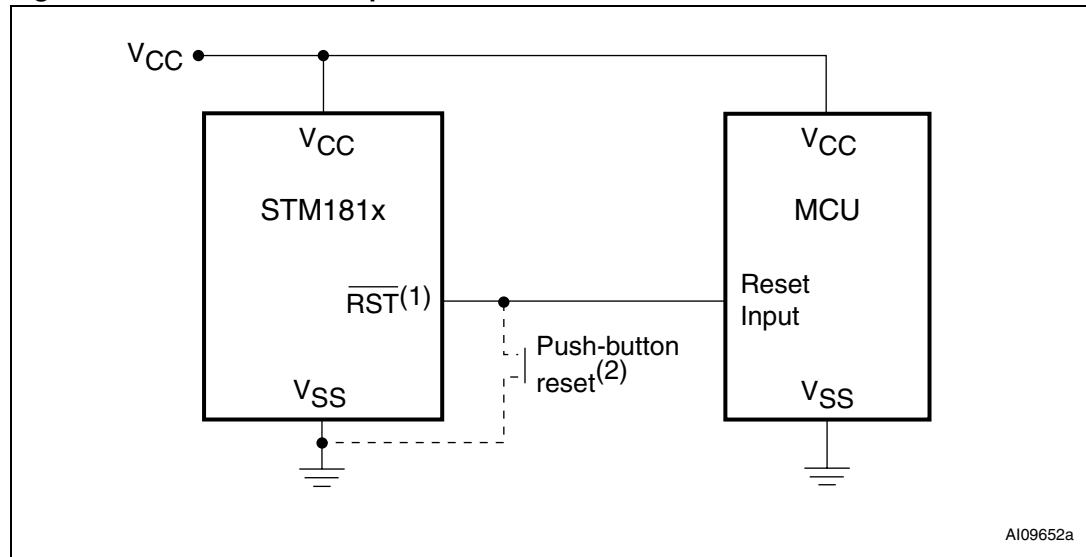 VCC
VCC
STM181x
RST(1)
VSS
Push-button
reset(2)
VCC
MCU
Reset
Input
VSS
AI09652a